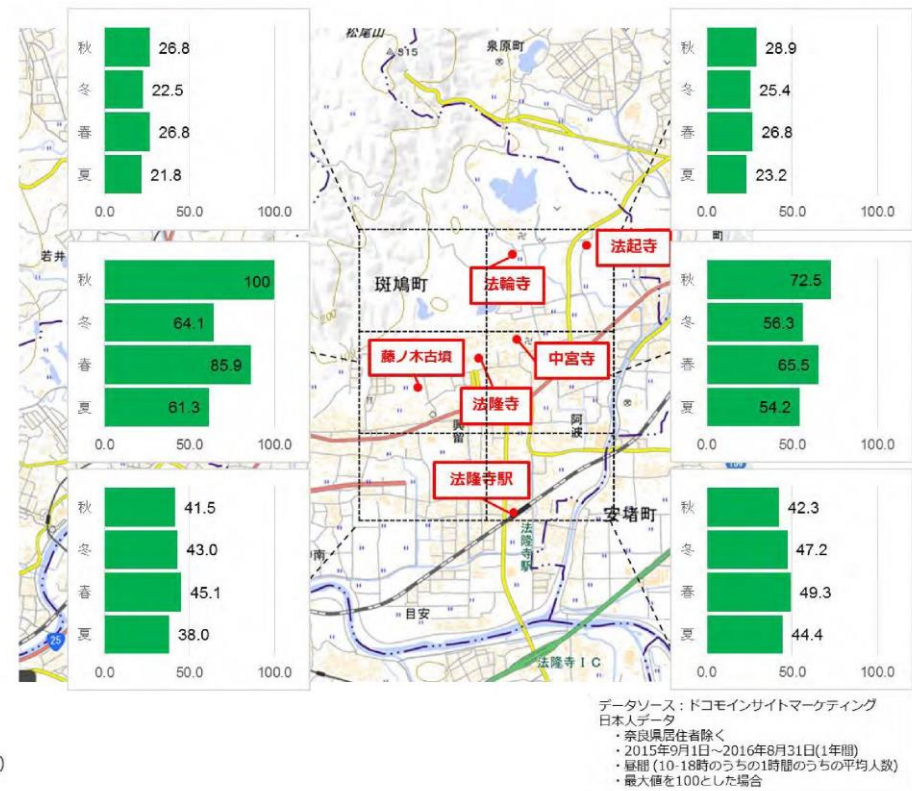 秋 26.8
冬 22.5
春 26.8
夏 21.8
0.0 50.0 100.0
秋 28.9
冬 25.4
春 26.8
夏 23.2
0.0 50.0 100.0
秋 100
冬 64.1
春 85.9
夏 61.3
0.0 50.0 100.0
秋 72.5
冬 56.3
春 65.5
夏 54.2
0.0 50.0 100.0
秋 41.5
冬 43.0
春 45.1
夏 38.0
0.0 50.0 100.0
秋 42.3
冬 47.2
春 49.3
夏 44.4
0.0 50.0 100.0
松尾山
315
泉原町
若井
町
斑鳩町
法輪寺
法起寺
200
藤ノ木古墳
法隆寺
中宮寺
興留
阿波
法隆寺駅
安堵町
法隆寺駅
南
目安
25
法隆寺IC
データソース：ドコモインサイトマーケティング
日本人データ
・奈良県居住者除く
・2015年9月1日～2016年8月31日(1年間)
・昼間 (10-18時のうちの1時間のうちの平均人数)
・最大値を100とした場合
)